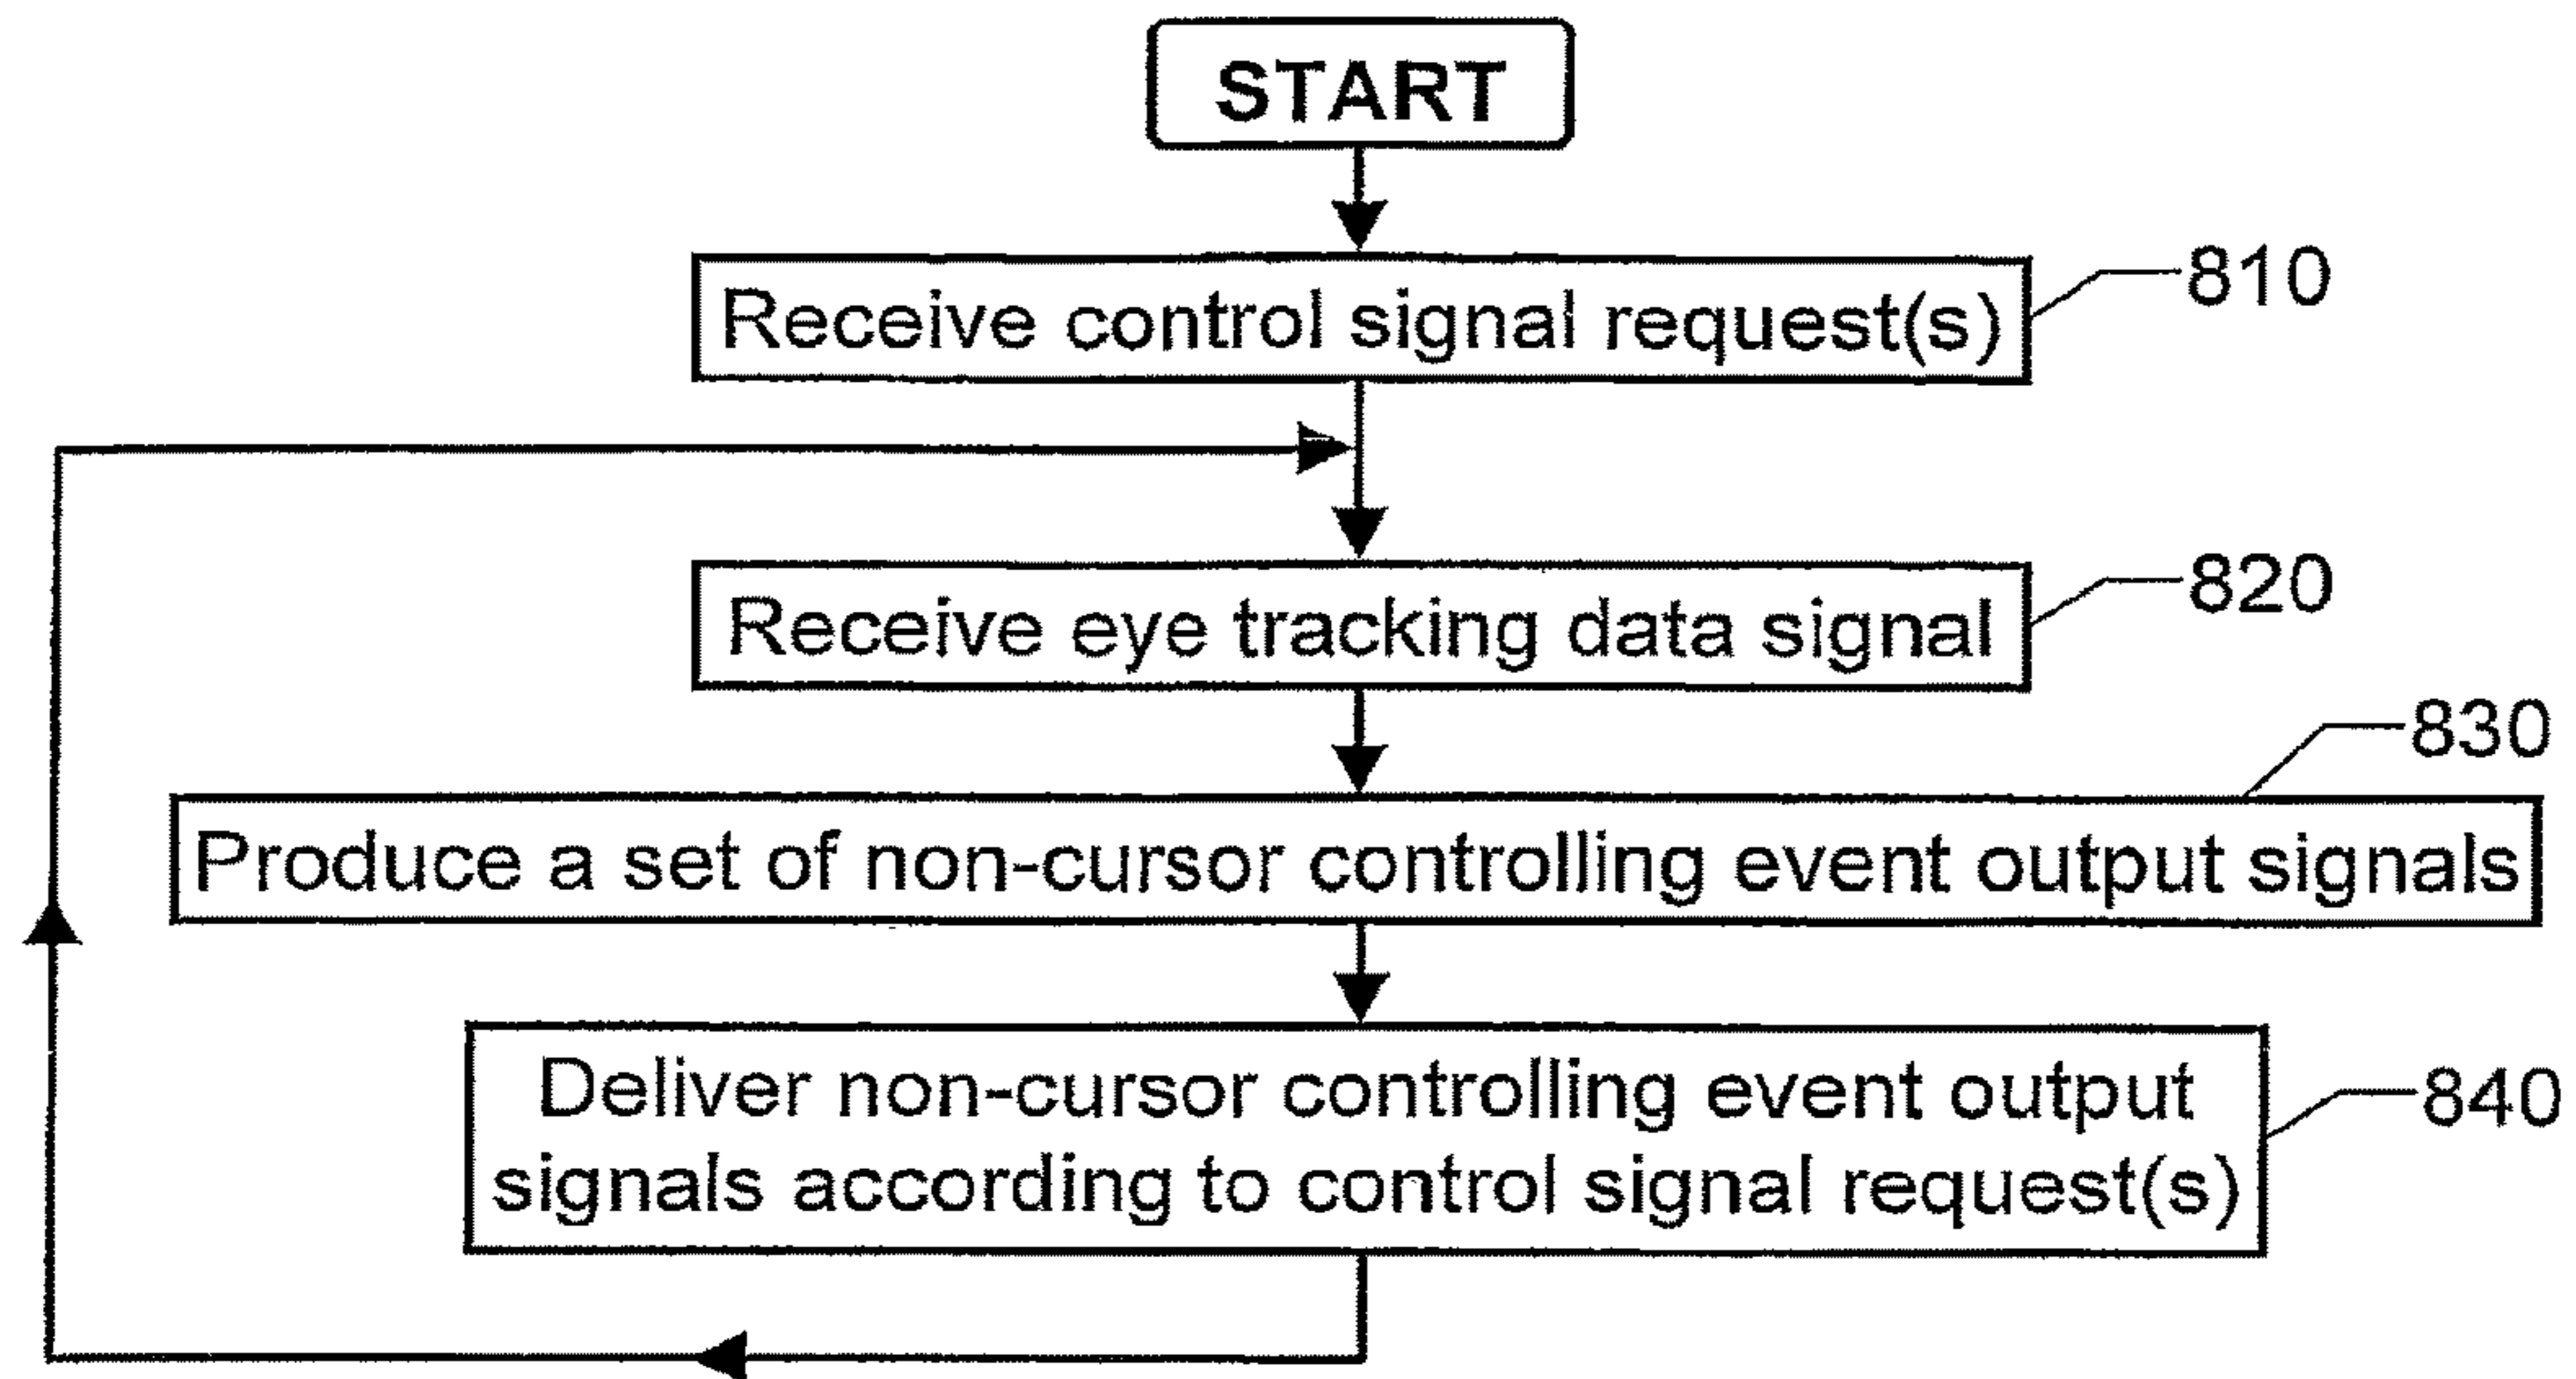 START
Receive control signal request(s)
810
Receive eye tracking data signal
820
830
Produce a set of non-cursor controlling event output signals
Deliver non-cursor controlling event output
signals according to control signal request(s)
840